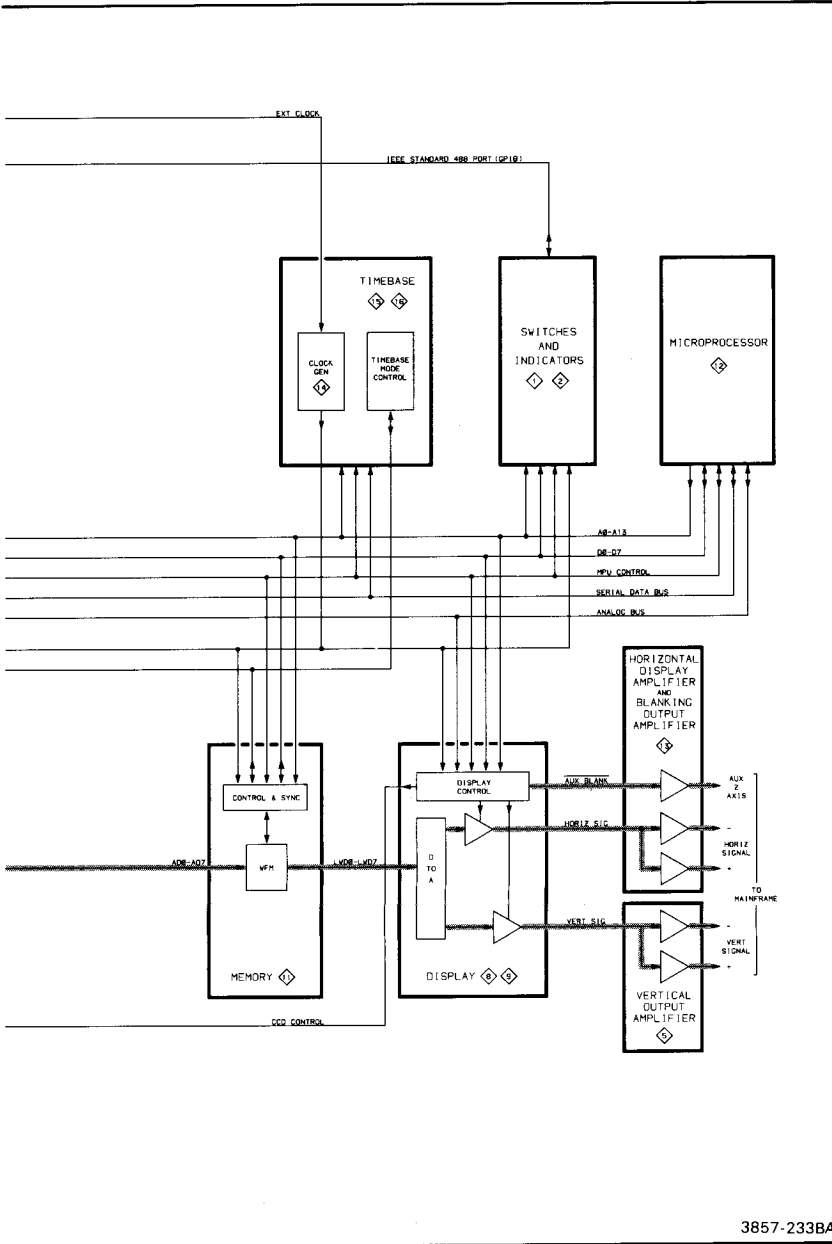 EXT CLOCK
IEEE STANDARD 488 PORT (GPIB)
TIMEBASE
15 16
CLOCK
GEN
14
TIMEBASE
MODE
CONTROL
SWITCHES
AND
INDICATORS
1 2
MICROPROCESSOR
12
A0-A13
D0-D7
MPU CONTROL
SERIAL DATA BUS
ANALOG BUS
HORIZONTAL
DISPLAY
AMPLIFIER
AND
BLANKING
OUTPUT
AMPLIFIER
13
CONTROL & SYNC
DISPLAY
CONTROL
AUX BLANK
AUX
Z
AXIS
HORIZ SIG
-
HORIZ
SIGNAL
+
AD0-AD7
WFM
LWD0-LWD7
D
TO
A
TO
MAINFRAME
VERT SIG
-
VERT
SIGNAL
+
MEMORY 11
DISPLAY 8 9
VERTICAL
OUTPUT
AMPLIFIER
5
CCD CONTROL
3857-233BA